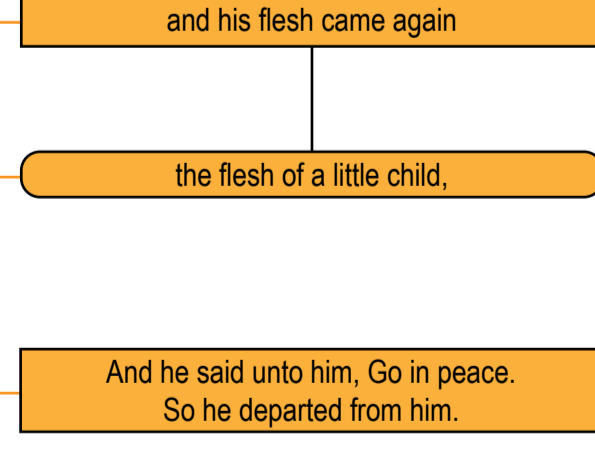 and his flesh came again
the flesh of a little child,
And he said unto him, Go in peace.
So he departed from him.